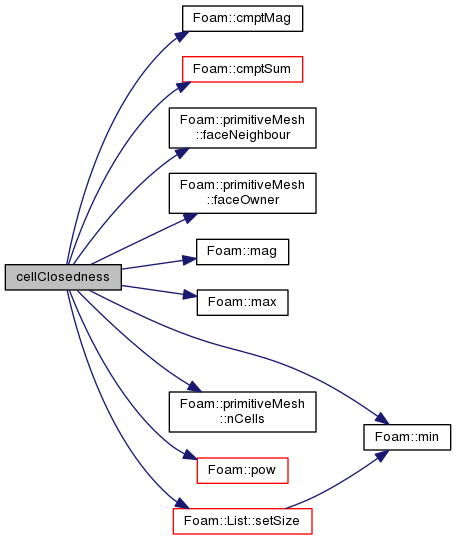 Foam::cmptMag
Foam::cmptSum
Foam::primitiveMesh
::faceNeighbour
Foam::primitiveMesh
::faceOwner
cellClosedness
Foam::mag
Foam::max
Foam::primitiveMesh
::nCells
Foam::min
Foam::pow
Foam::List::setSize